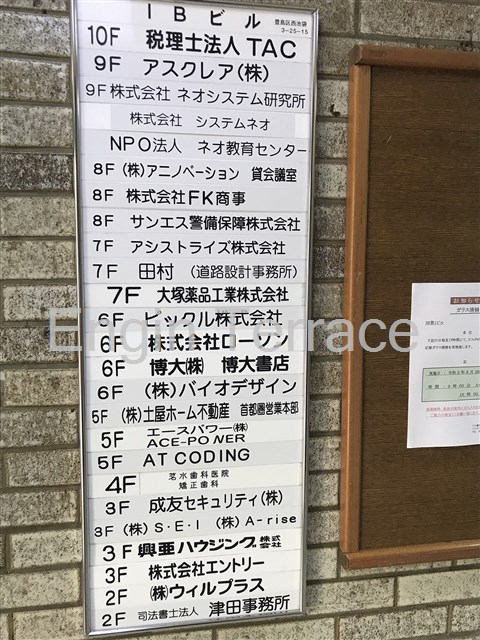 IBビル 豊島区西池袋
3-25-15
10F 税理士法人 TAC
9F アスクレア(株)
9F 株式会社 ネオシステム研究所
株式会社 システムネオ
NPO法人 ネオ教育センター
8F (株)アニノベーション 貸会議室
8F 株式会社FK商事
8F サンエス警備保障株式会社
7F アシストライズ株式会社
7F 田村 (道路設計事務所)
7F 大塚薬品工業株式会社
6F ビックル株式会社
6F 株式会社ローソン
6F 博大(株) 博大書店
6F (株)バイオデザイン
5F (株)土屋ホーム不動産 首都圏営業本部
5F エースパワー(株)
ACE-POWER
5F AT CODING
4F 茗水歯科医院
矯正歯科
3F 成友セキュリティ(株)
3F (株)S・E・I (株)A-rise
3F 興亜ハウジング株式会社
3F 株式会社エントリー
2F (株)ウィルプラス
2F 司法書士法人 津田事務所
お知らせ
Engin Terrace